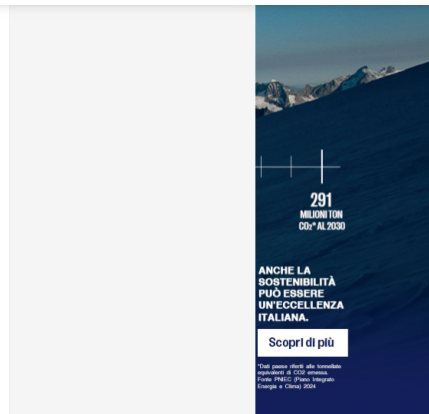 291
MILIONI TON
CO₂* AL 2030
ANCHE LA
SOSTENIBILITÀ
PUÒ ESSERE
UN'ECCELLENZA
ITALIANA.
Scopri di più
*Dati paese riferiti alle tonnellate
equivalenti di CO2 emessa.
Fonte PNIEC (Piano Integrato
Energia e Clima) 2024